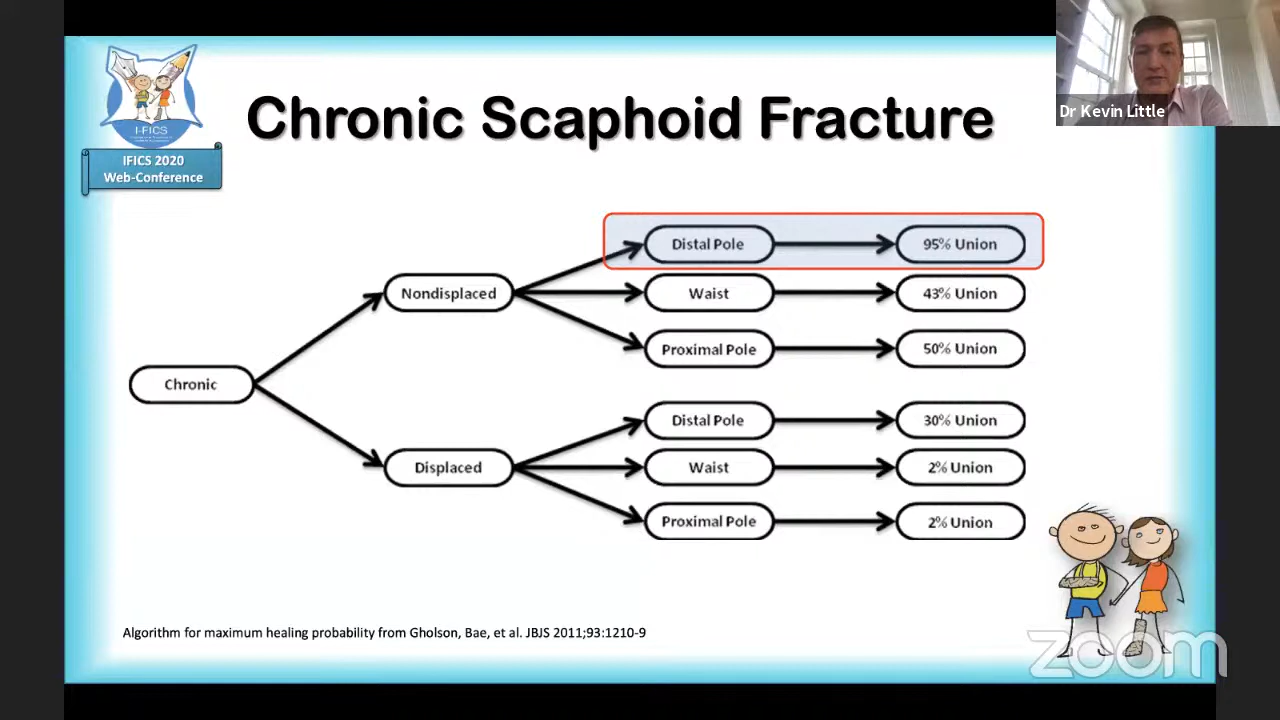 Chronic Scaphoid Fracture
Dr Kevin Little
I-FICS
IFICS 2020
Web-Conference
Distal Pole
95% Union
Nondisplaced
Waist
43% Union
Proximal Pole
50% Union
Chronic
Distal Pole
30% Union
Displaced
Waist
2% Union
Proximal Pole
2% Union
Algorithm for maximum healing probability from Gholson, Bae, et al. JBJS 2011;93:1210-9
zoom